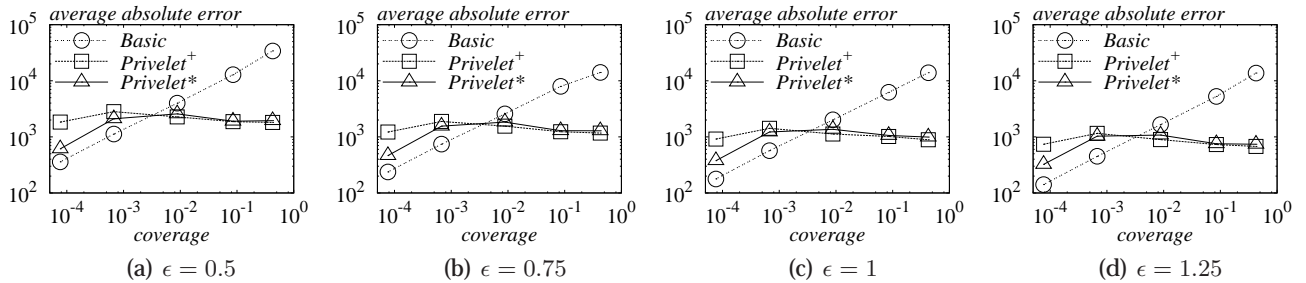 average absolute error
10^5
10^4
10^3
10^2
Basic
Privelet^+
Privelet*
10^-4 10^-3 10^-2 10^-1 10^0
coverage
(a) ϵ = 0.5
average absolute error
10^5
10^4
10^3
10^2
Basic
Privelet^+
Privelet*
10^-4 10^-3 10^-2 10^-1 10^0
coverage
(b) ϵ = 0.75
average absolute error
10^5
10^4
10^3
10^2
Basic
Privelet^+
Privelet*
10^-4 10^-3 10^-2 10^-1 10^0
coverage
(c) ϵ = 1
average absolute error
10^5
10^4
10^3
10^2
Basic
Privelet^+
Privelet*
10^-4 10^-3 10^-2 10^-1 10^0
coverage
(d) ϵ = 1.25